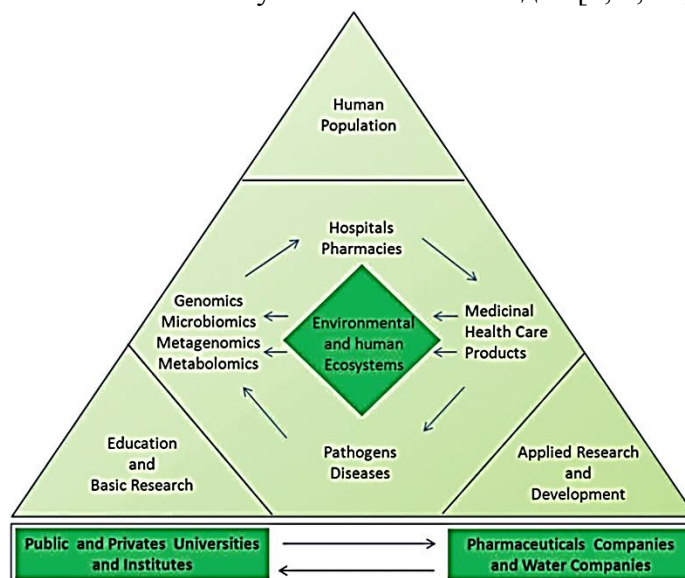 Human
Population
Hospitals
Pharmacies
Genomics
Microbiomics
Metagenomics
Metabolomics
Environmental
and human
Ecosystems
Medicinal
Health Care
Products
Education
and
Basic Research
Pathogens
Diseases
Applied Research
and
Development
Public and Privates Universities
and Institutes
Pharmaceuticals Companies
and Water Companies